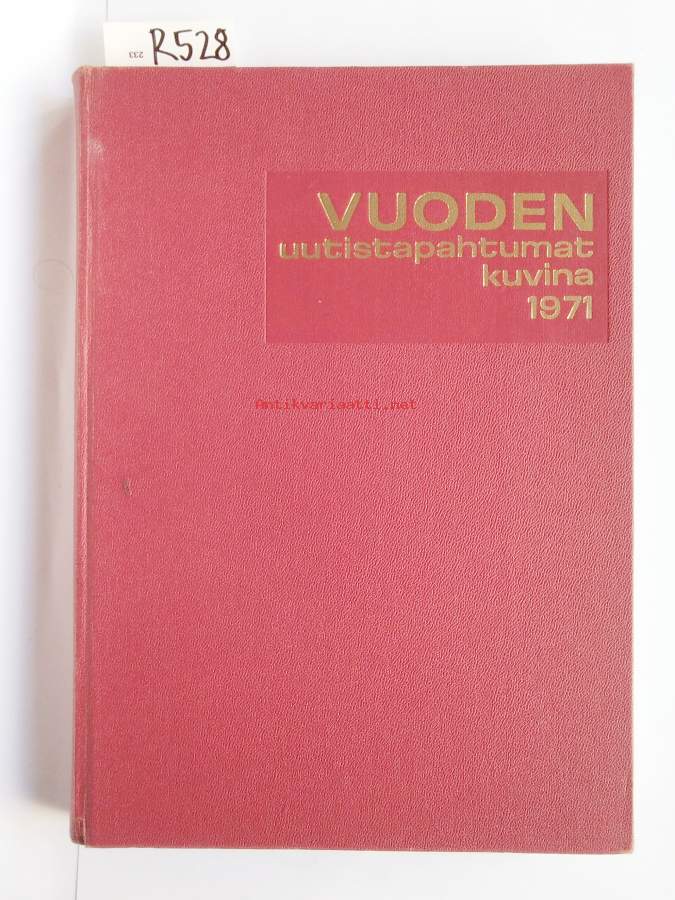 233
R528
VUODEN
uutistapahtumat
kuvina
1971
Antikvariaatti.net